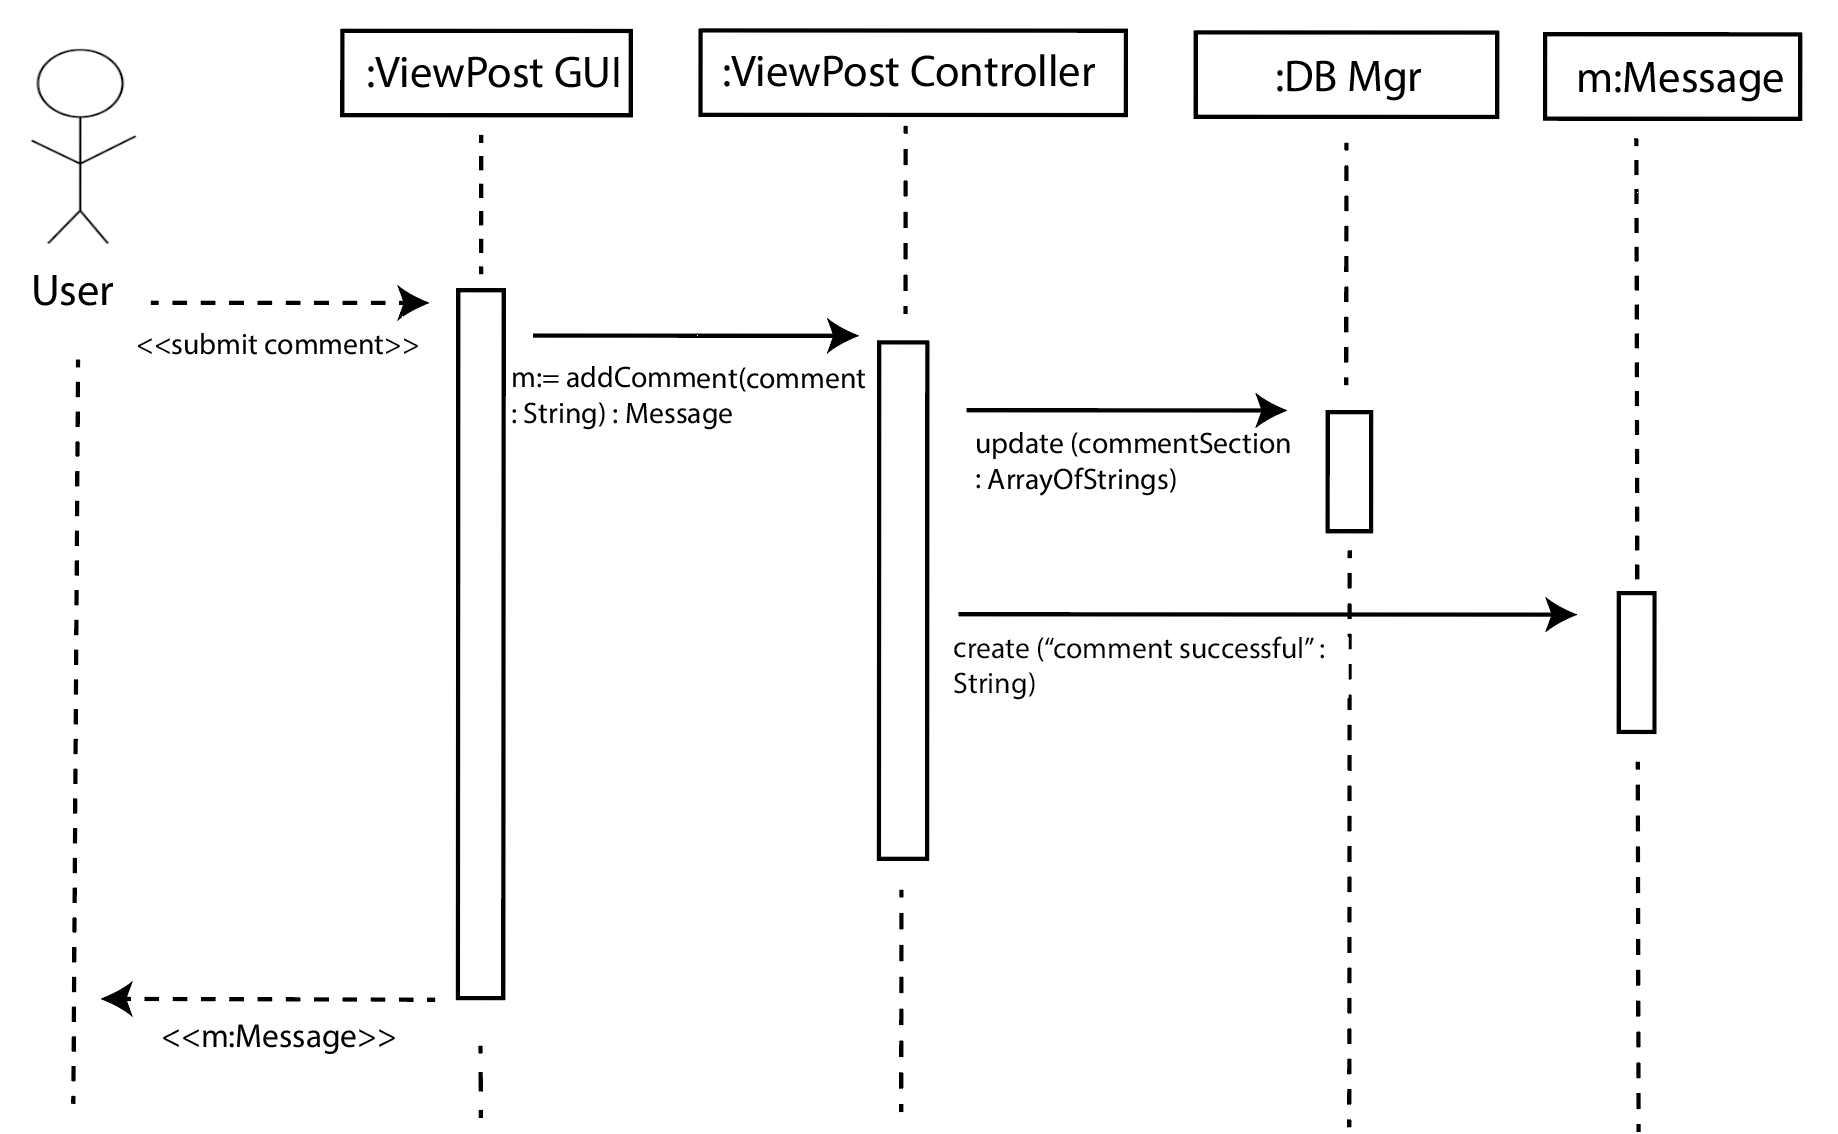 :ViewPost GUI
:ViewPost Controller
:DB Mgr
m:Message
User
<<submit comment>>
m:= addComment(comment
: String) : Message
update (commentSection
: ArrayOfStrings)
create (“comment successful” :
String)
<<m:Message>>